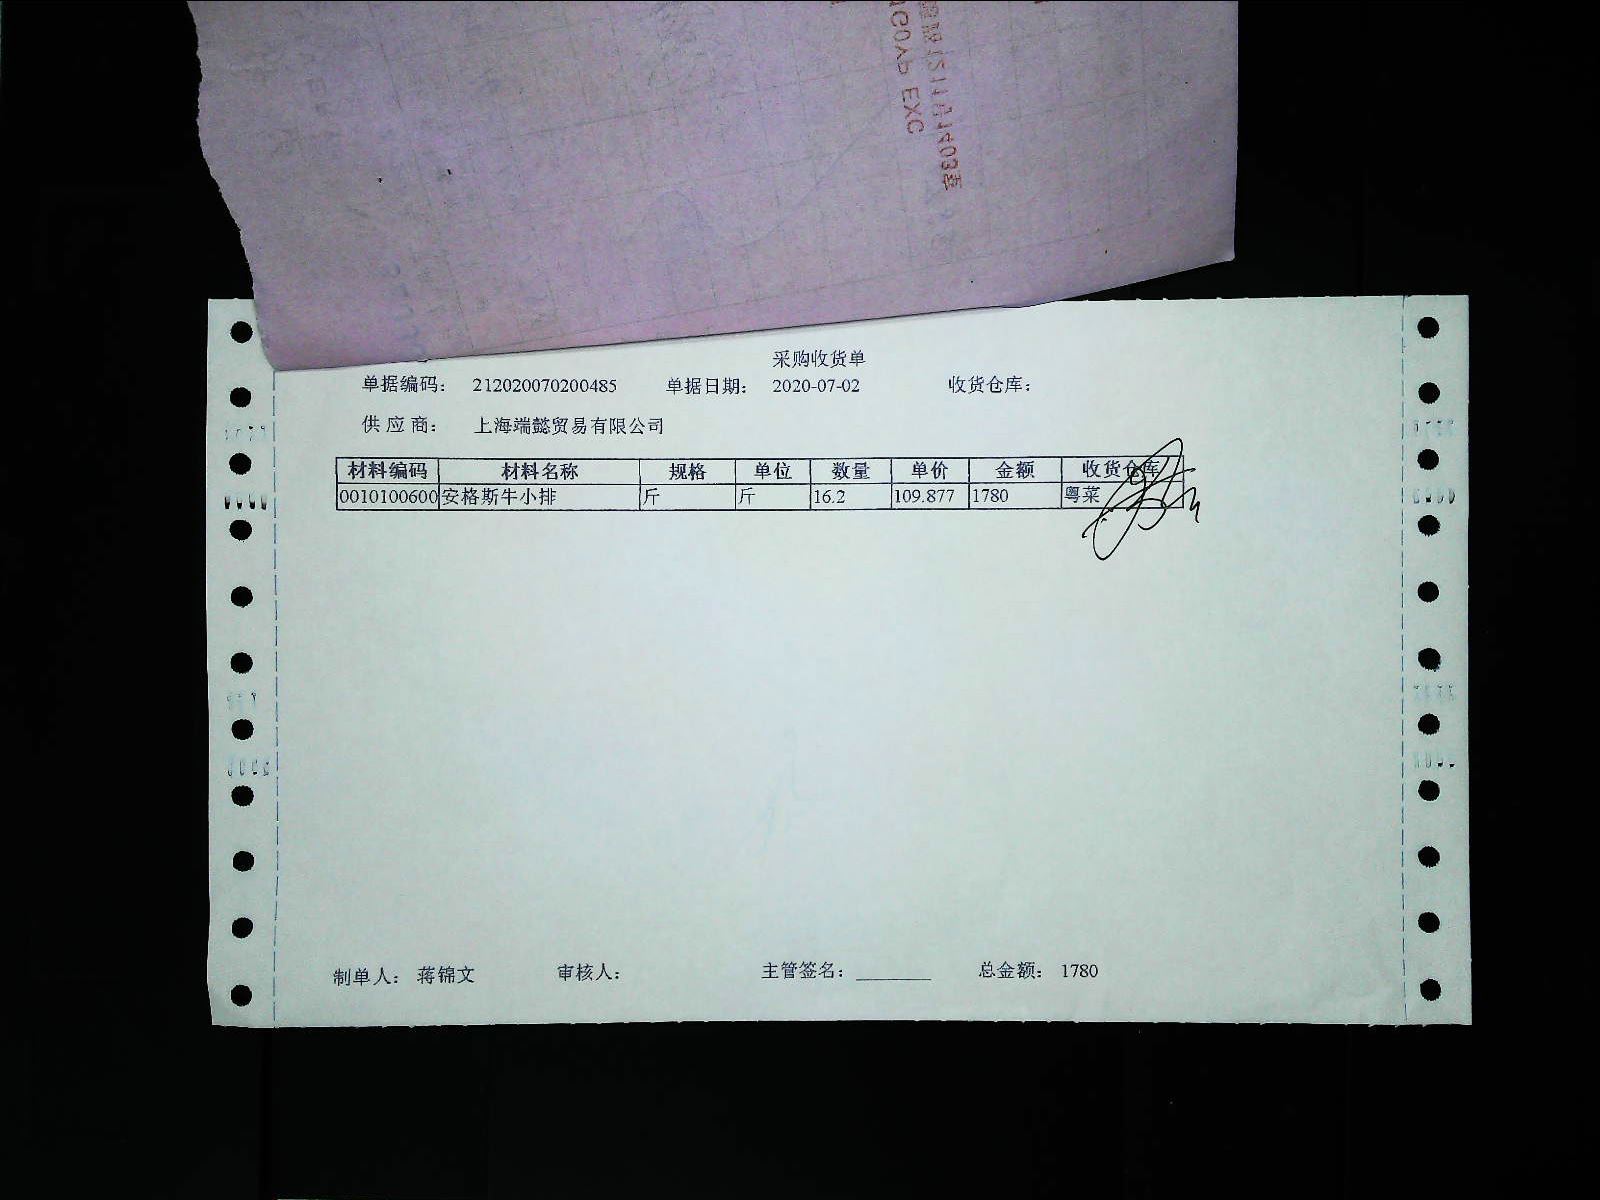 EXC
采购收货单
单据编码: 212020070200485 单据日期: 2020-07-02 收货仓库:
供应商: 上海端懿贸易有限公司
材料编码 材料名称 规格 单位 数量 单价 金额 收货仓库
0010100600 安格斯牛小排 斤 斤 16.2 109.877 1780 粤菜
制单人: 蒋锦文 审核人: 主管签名: 总金额: 1780